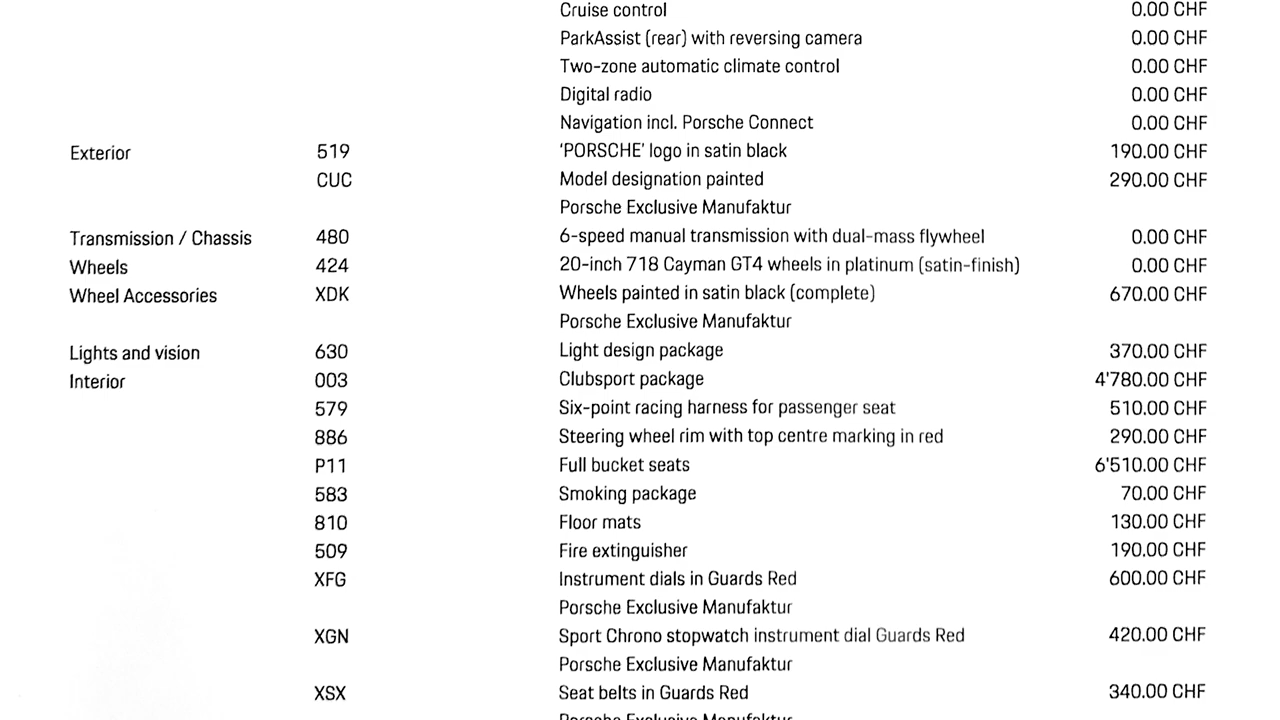 Cruise control 0.00 CHF
ParkAssist (rear) with reversing camera 0.00 CHF
Two-zone automatic climate control 0.00 CHF
Digital radio 0.00 CHF
Navigation incl. Porsche Connect 0.00 CHF
Exterior 519 'PORSCHE' logo in satin black 190.00 CHF
CUC Model designation painted 290.00 CHF
Porsche Exclusive Manufaktur
Transmission / Chassis 480 6-speed manual transmission with dual-mass flywheel 0.00 CHF
Wheels 424 20-inch 718 Cayman GT4 wheels in platinum (satin-finish) 0.00 CHF
Wheel Accessories XDK Wheels painted in satin black (complete) 670.00 CHF
Porsche Exclusive Manufaktur
Lights and vision 630 Light design package 370.00 CHF
Interior 003 Clubsport package 4'780.00 CHF
579 Six-point racing harness for passenger seat 510.00 CHF
886 Steering wheel rim with top centre marking in red 290.00 CHF
P11 Full bucket seats 6'510.00 CHF
583 Smoking package 70.00 CHF
810 Floor mats 130.00 CHF
509 Fire extinguisher 190.00 CHF
XFG Instrument dials in Guards Red 600.00 CHF
Porsche Exclusive Manufaktur
XGN Sport Chrono stopwatch instrument dial Guards Red 420.00 CHF
Porsche Exclusive Manufaktur
XSX Seat belts in Guards Red 340.00 CHF
Porsche Exclusive Manufaktur